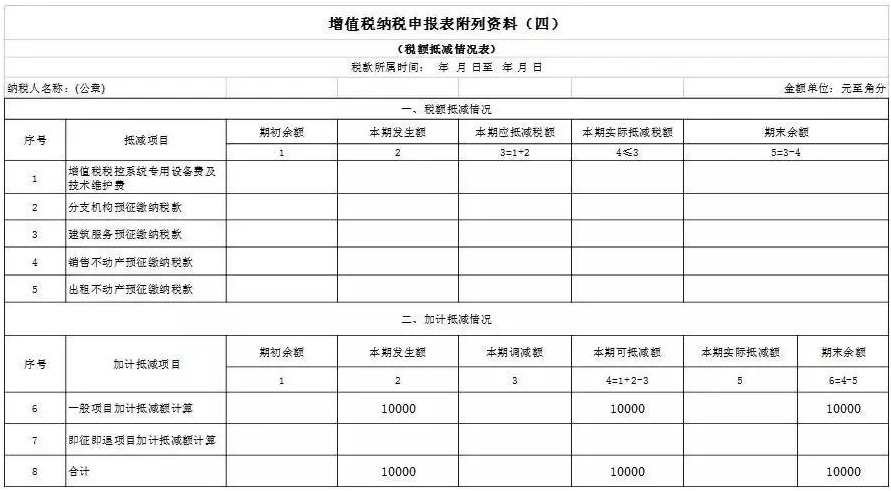 增值税纳税申报表附列资料（四）
（税额抵减情况表）
税款所属时间： 年 月 日至 年 月 日
纳税人名称：(公章) 金额单位：元至角分
一、税额抵减情况
序号 抵减项目 期初余额 本期发生额 本期应抵减税额 本期实际抵减税额 期末余额
1 2 3=1+2 4≤3 5=3-4
1 增值税税控系统专用设备费及
技术维护费
2 分支机构预征缴纳税款
3 建筑服务预征缴纳税款
4 销售不动产预征缴纳税款
5 出租不动产预征缴纳税款
二、加计抵减情况
序号 加计抵减项目 期初余额 本期发生额 本期调减额 本期可抵减额 本期实际抵减额 期末余额
1 2 3 4=1+2-3 5 6=4-5
6 一般项目加计抵减额计算 10000 10000 10000
7 即征即退项目加计抵减额计算
8 合计 10000 10000 10000